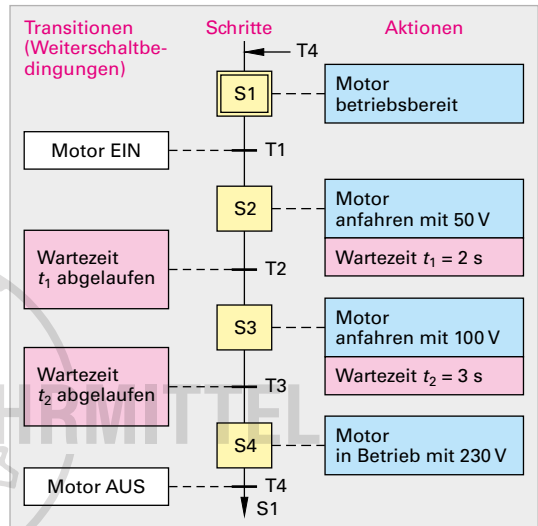 Transitionen
(Weiterschaltbe-
dingungen)
Schritte
Aktionen
T4
S1
Motor
betriebsbereit
Motor EIN
T1
S2
Motor
anfahren mit 50 V
Wartezeit t₁ = 2 s
Wartezeit
t₁ abgelaufen
T2
S3
Motor
anfahren mit 100 V
Wartezeit t₂ = 3 s
Wartezeit
t₂ abgelaufen
T3
HRMITTEL
S4
Motor
in Betrieb mit 230 V
Motor AUS
T4
S1